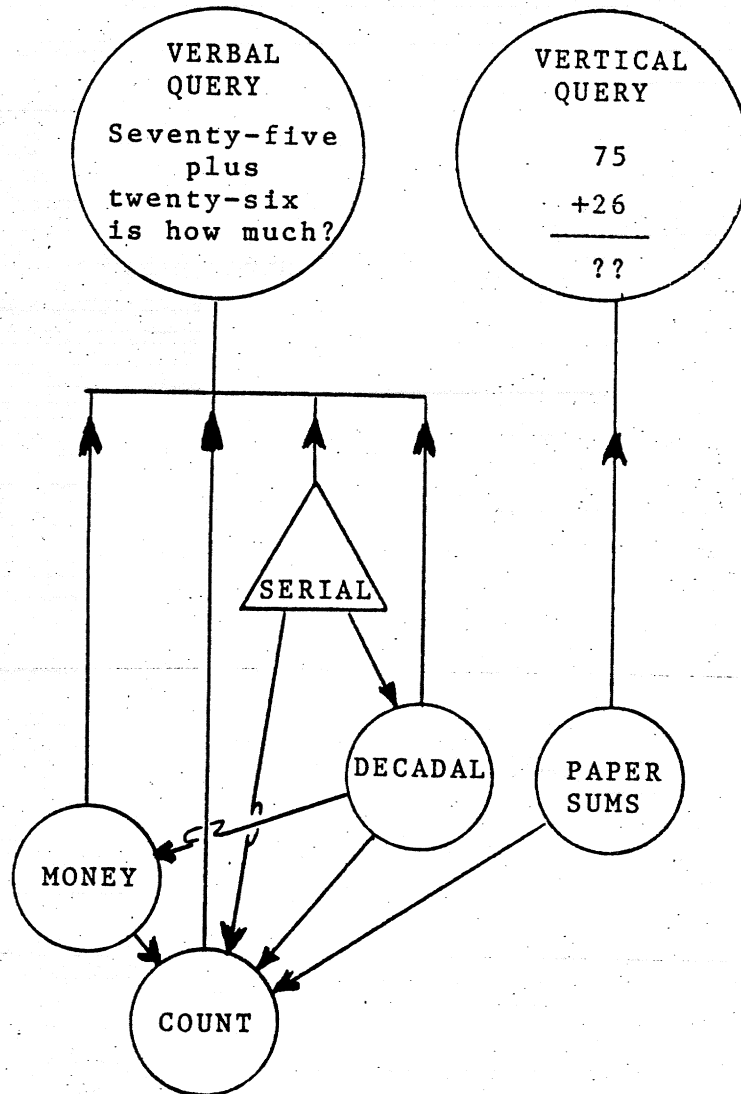 VERBAL
QUERY
Seventy-five
plus
twenty-six
is how much?
VERTICAL
QUERY
75
+26
??
SERIAL
DECADAL
PAPER
SUMS
MONEY
COUNT